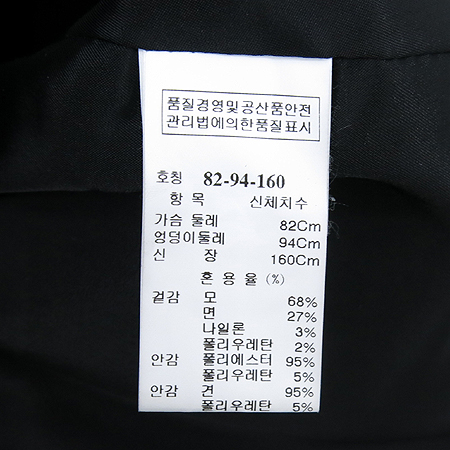 품질경영및공산품안전
관리법에의한품질표시
호칭 82-94-160
항 목 신체치수
가슴 둘레 82Cm
엉덩이둘레 94Cm
신 장 160Cm
혼 용 율 (%)
겉감 모 68%
면 27%
나일론 3%
폴리우레탄 2%
안감 폴리에스터 95%
폴리우레탄 5%
안감 견 95%
폴리우레탄 5%